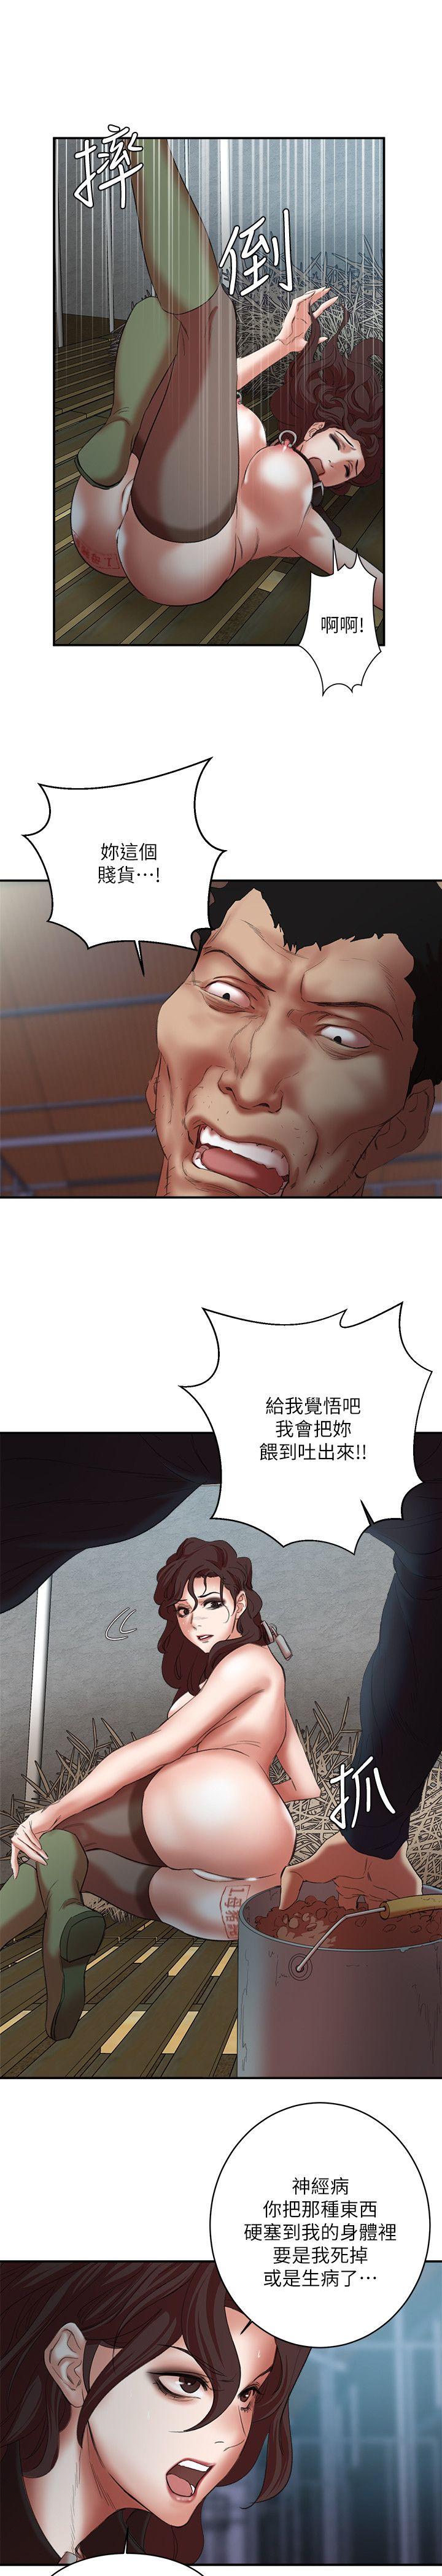 摔
倒
啊啊!
妳這個
賤貨…!
給我覺悟吧
我會把妳
餵到吐出來!!
抓
神經病
你把那種東西
硬塞到我的身體裡
要是我死掉
或是生病了…